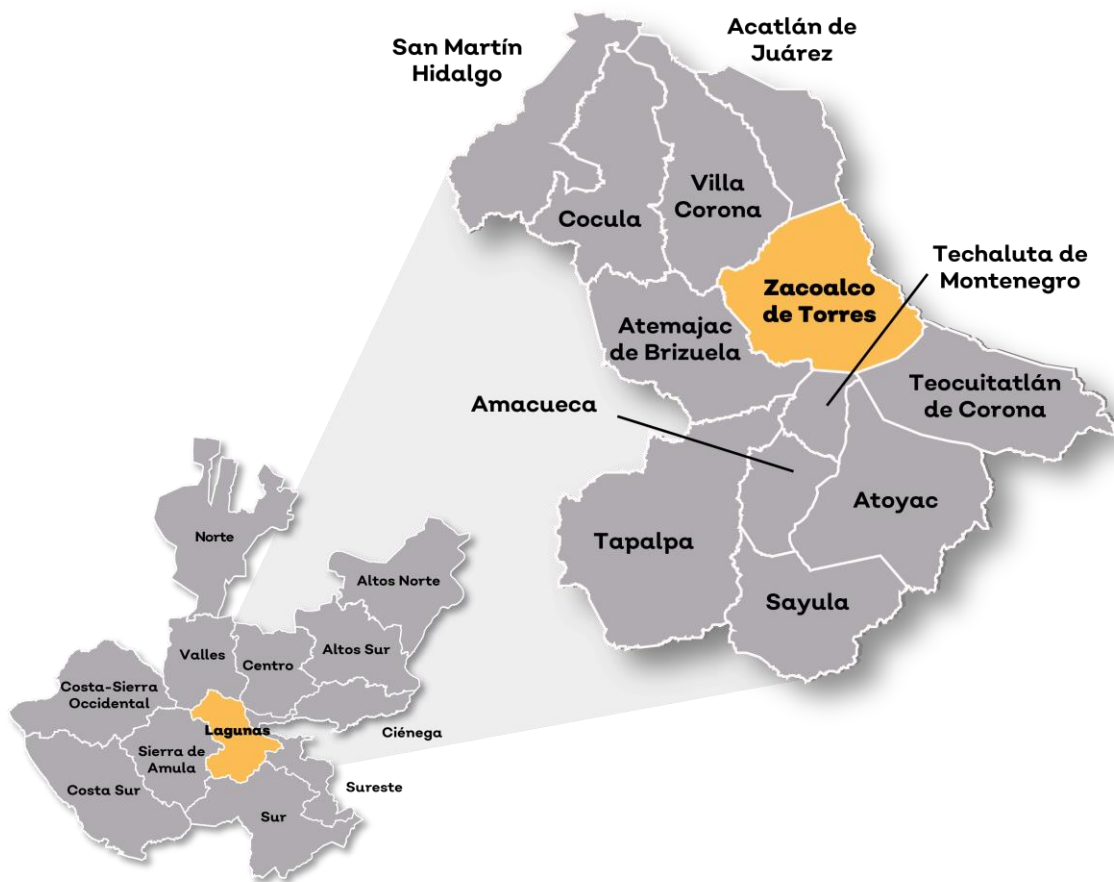 San Martín
Hidalgo
Acatlán de
Juárez
Villa
Corona
Cocula
Techaluta de
Montenegro
Zacoalco
de Torres
Atemajac
de Brizuela
Teocuitatlán
de Corona
Amacueca
Atoyac
Tapalpa
Sayula
Norte
Altos Norte
Valles
Centro
Altos Sur
Costa-Sierra
Occidental
Lagunas
Ciénega
Sierra de
Amula
Costa Sur
Sureste
Sur